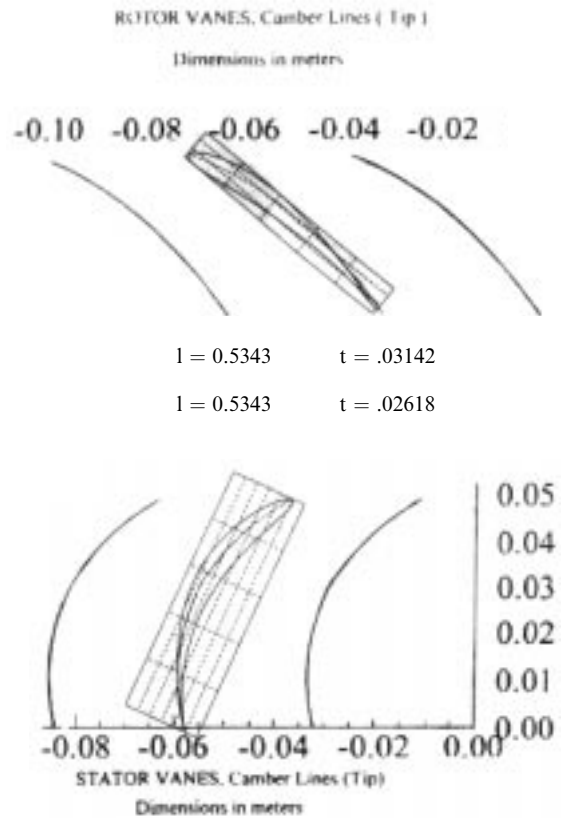 ROTOR VANES, Camber Lines ( Tip )
Dimensions in meters
-0.10 -0.08 -0.06 -0.04 -0.02
l = 0.5343 t = .03142
l = 0.5343 t = .02618
0.05
0.04
0.03
0.02
0.01
0.00
-0.08 -0.06 -0.04 -0.02 0.00
STATOR VANES, Camber Lines (Tip)
Dimensions in meters